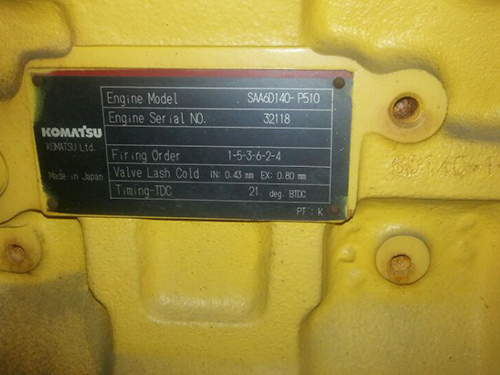 Engine Model SAA6D140-P510
Engine Serial NO. 32118
KOMATSU
KOMATSU Ltd.
Made in Japan
Firing Order 1-5-3-6-2-4
Valve Lash Cold IN: 0.43 mm EX: 0.80 mm
Timing-TDC 21 deg. BTDC
PT : K